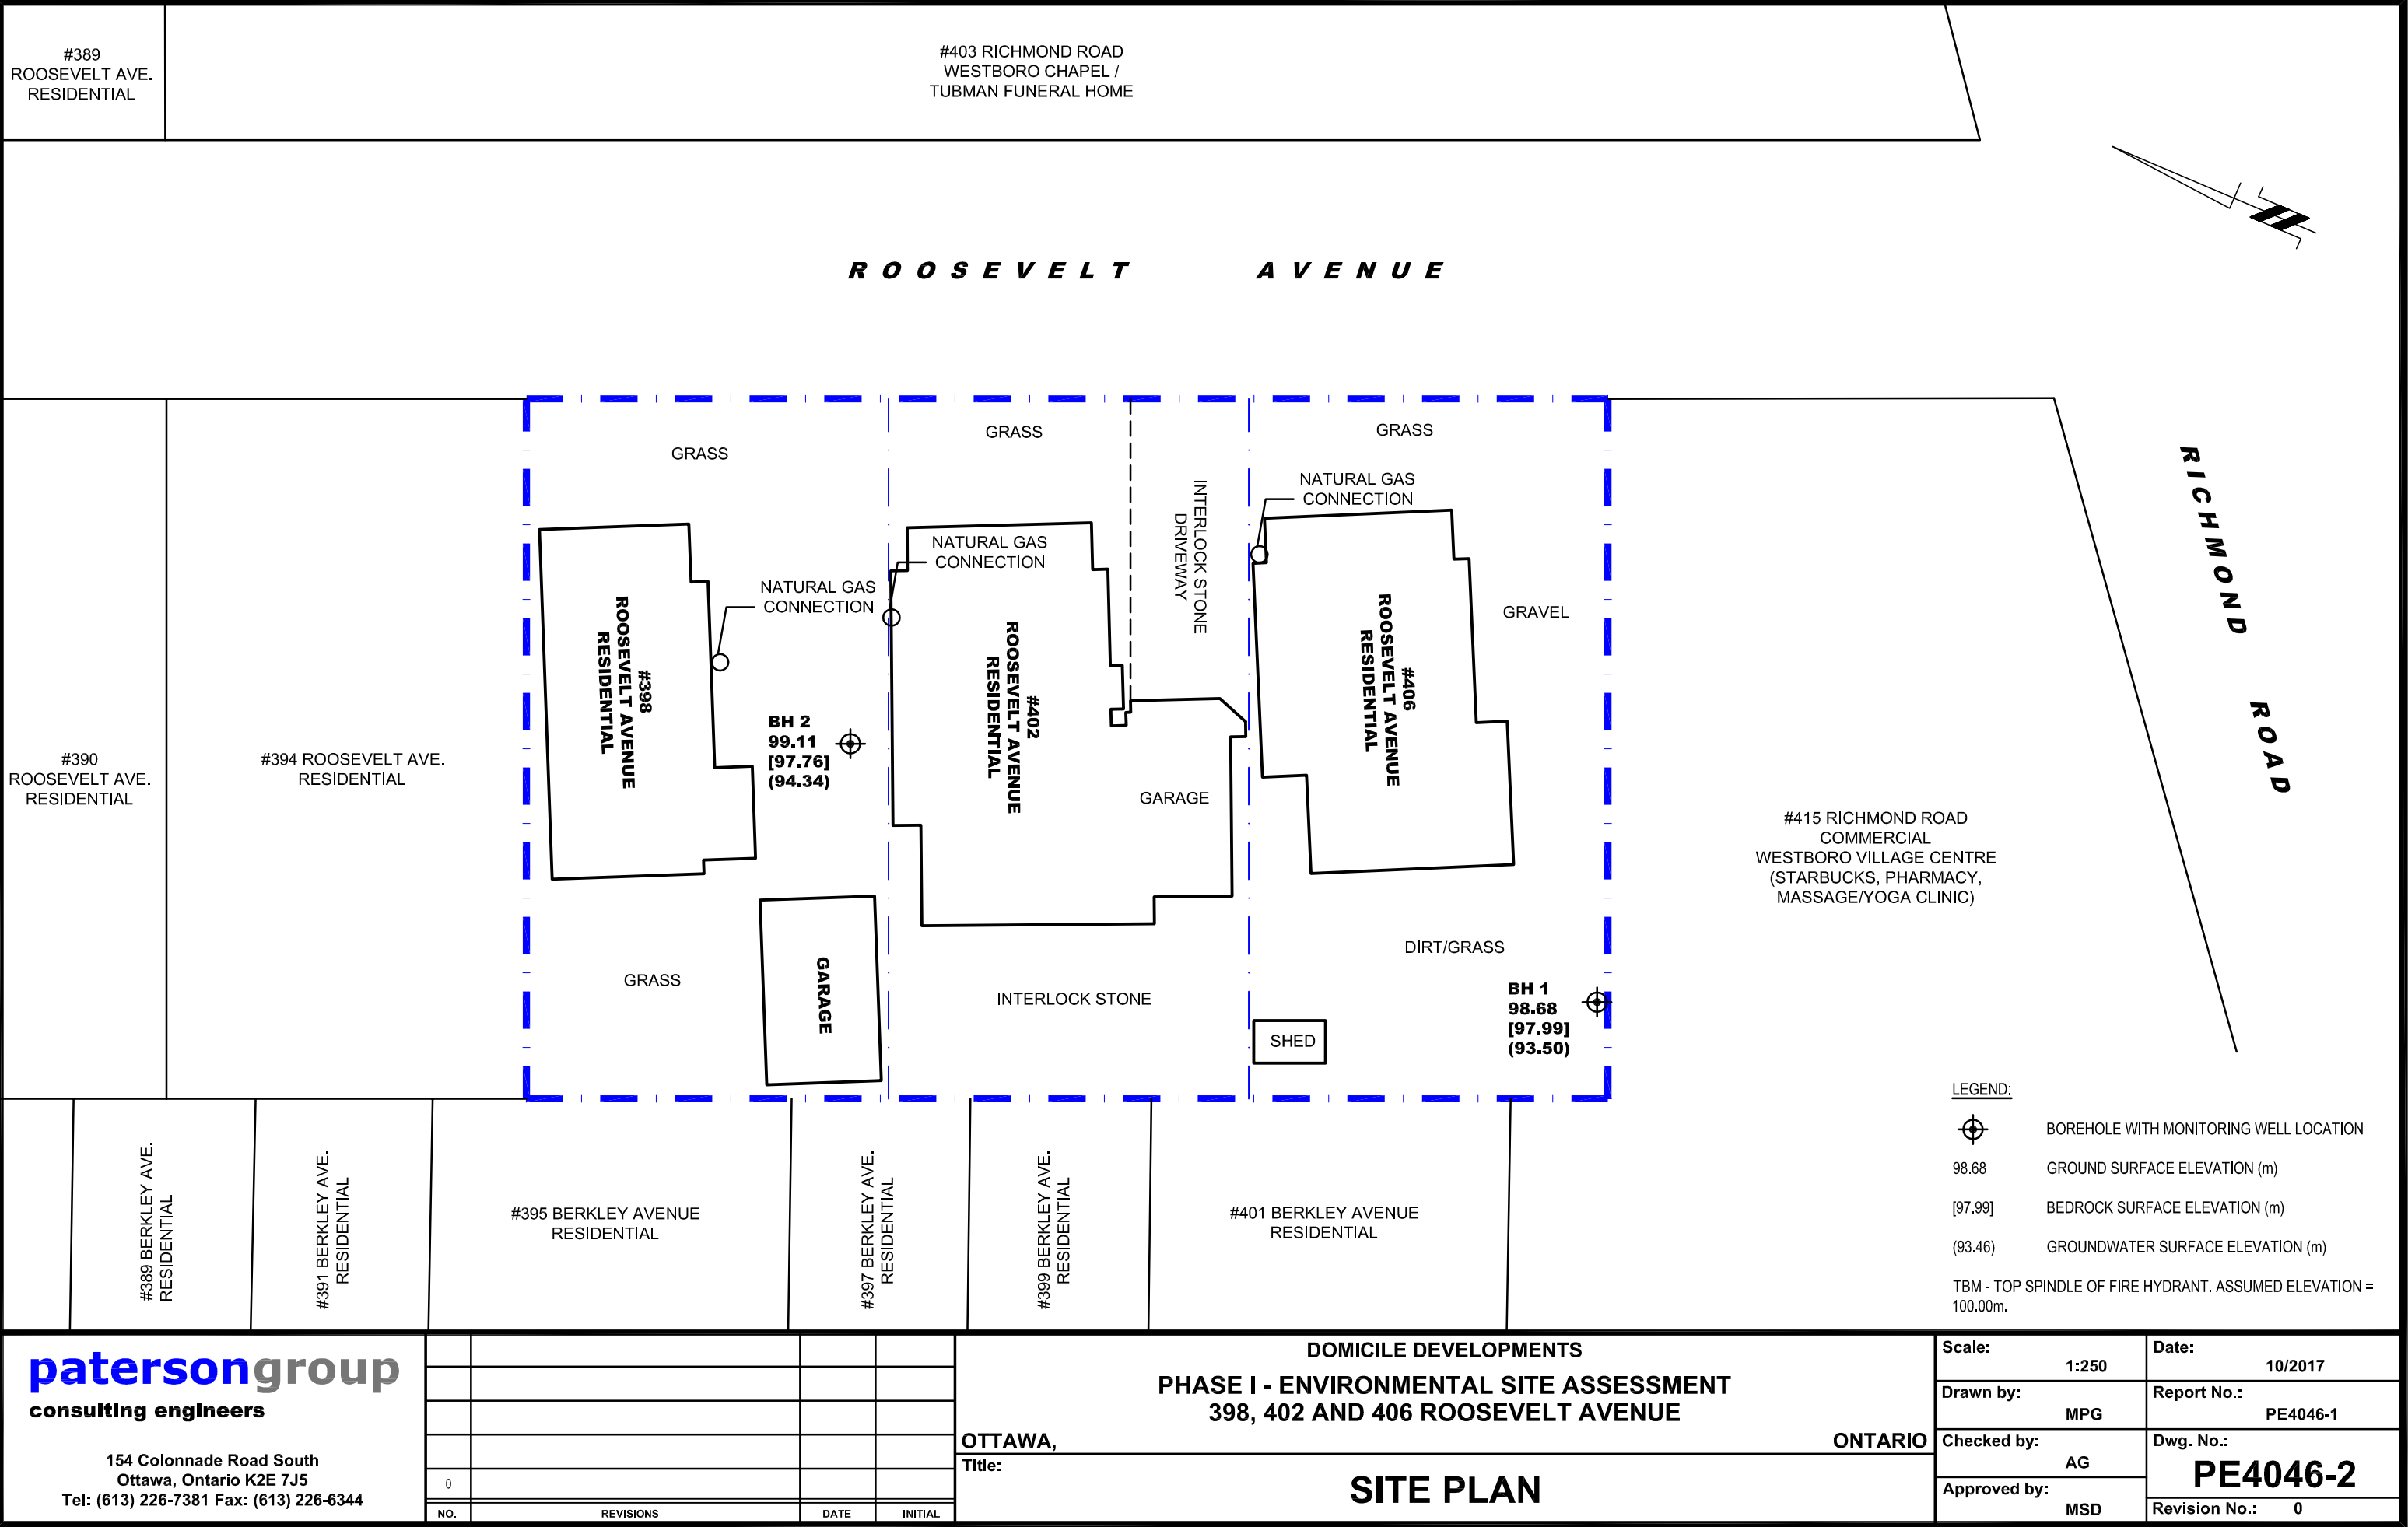 #389
ROOSEVELT AVE.
RESIDENTIAL
#403 RICHMOND ROAD
WESTBORO CHAPEL /
TUBMAN FUNERAL HOME
ROOSEVELT AVENUE
RICHMOND ROAD
GRASS
GRASS
GRASS
NATURAL GAS
CONNECTION
NATURAL GAS
CONNECTION
NATURAL GAS
CONNECTION
INTERLOCK STONE
DRIVEWAY
GRAVEL
#398
ROOSEVELT AVENUE
RESIDENTIAL
#402
ROOSEVELT AVENUE
RESIDENTIAL
#406
ROOSEVELT AVENUE
RESIDENTIAL
BH 2
99.11
[97.76]
(94.34)
#390
ROOSEVELT AVE.
RESIDENTIAL
#394 ROOSEVELT AVE.
RESIDENTIAL
GARAGE
#415 RICHMOND ROAD
COMMERCIAL
WESTBORO VILLAGE CENTRE
(STARBUCKS, PHARMACY,
MASSAGE/YOGA CLINIC)
GRASS
GARAGE
INTERLOCK STONE
DIRT/GRASS
SHED
BH 1
98.68
[97.99]
(93.50)
#389 BERKLEY AVE.
RESIDENTIAL
#391 BERKLEY AVE.
RESIDENTIAL
#395 BERKLEY AVENUE
RESIDENTIAL
#397 BERKLEY AVE.
RESIDENTIAL
#399 BERKLEY AVE.
RESIDENTIAL
#401 BERKLEY AVENUE
RESIDENTIAL
LEGEND:
BOREHOLE WITH MONITORING WELL LOCATION
98.68 GROUND SURFACE ELEVATION (m)
[97.99] BEDROCK SURFACE ELEVATION (m)
(93.46) GROUNDWATER SURFACE ELEVATION (m)
TBM - TOP SPINDLE OF FIRE HYDRANT. ASSUMED ELEVATION =
100.00m.
patersongroup
consulting engineers
154 Colonnade Road South
Ottawa, Ontario K2E 7J5
Tel: (613) 226-7381 Fax: (613) 226-6344
0
NO. REVISIONS DATE INITIAL
DOMICILE DEVELOPMENTS
PHASE I - ENVIRONMENTAL SITE ASSESSMENT
398, 402 AND 406 ROOSEVELT AVENUE
OTTAWA, ONTARIO
Title:
SITE PLAN
Scale:
1:250
Date:
10/2017
Drawn by:
MPG
Report No.:
PE4046-1
Checked by:
AG
Dwg. No.:
PE4046-2
Approved by:
MSD
Revision No.: 0